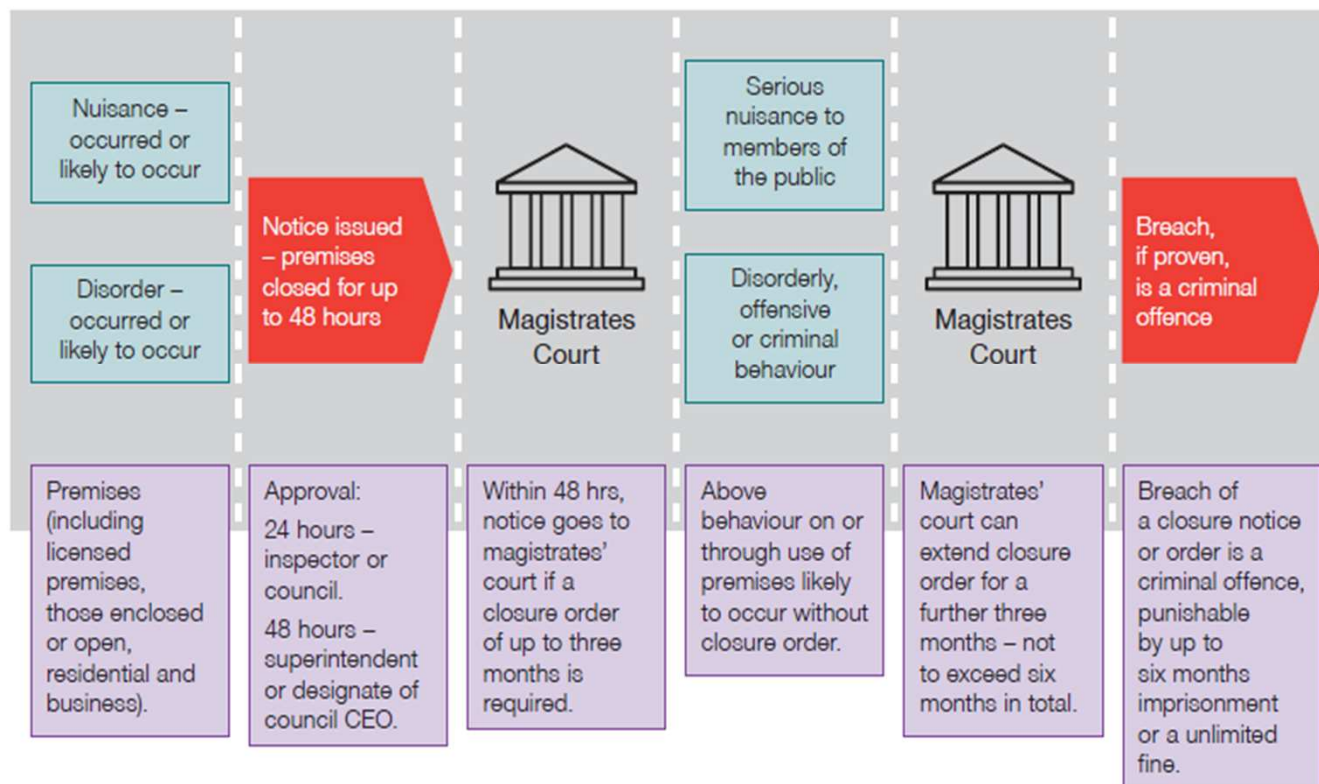 Nuisance –
occurred or
likely to occur
Disorder –
occurred or
likely to occur
Notice issued
– premises
closed for up
to 48 hours
Magistrates
Court
Serious
nuisance to
members of
the public
Disorderly,
offensive
or criminal
behaviour
Magistrates
Court
Breach,
if proven,
is a criminal
offence
Premises
(including
licensed
premises,
those enclosed
or open,
residential and
business).
Approval:
24 hours –
inspector or
council.
48 hours –
superintendent
or designate of
council CEO.
Within 48 hrs,
notice goes to
magistrates’
court if a
closure order
of up to three
months is
required.
Above
behaviour on or
through use of
premises likely
to occur without
closure order.
Magistrates’
court can
extend closure
order for a
further three
months – not
to exceed six
months in total.
Breach of
a closure notice
or order is a
criminal offence,
punishable
by up to
six months
imprisonment
or a unlimited
fine.